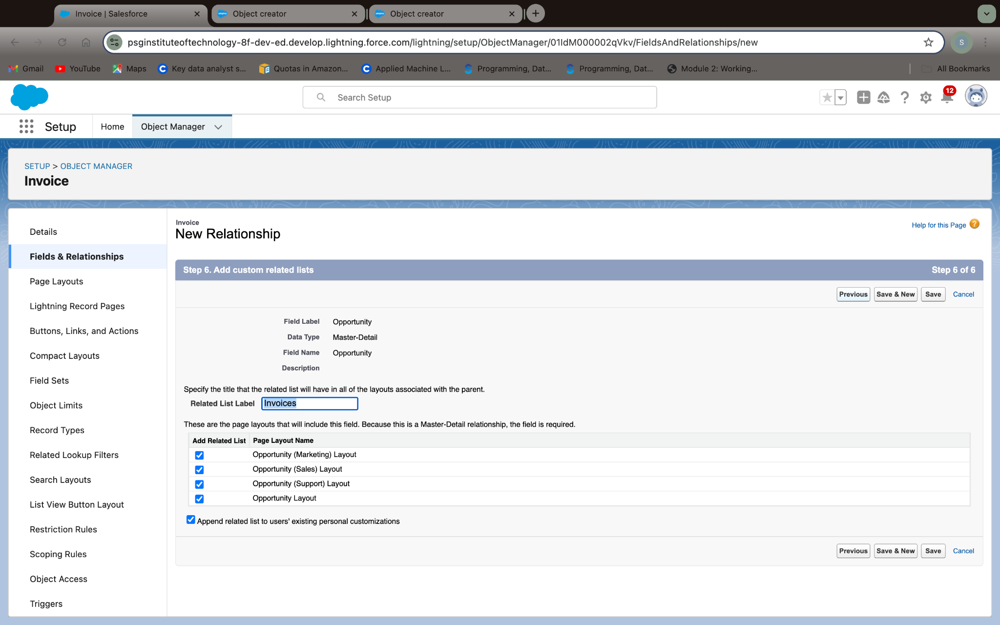 Invoice | Salesforce
Object creator
Object creator
psginstituteoftechnology-8f-dev-ed.develop.lightning.force.com/lightning/setup/ObjectManager/01IdM000002qVkv/FieldsAndRelationships/new
S
Gmail
YouTube
Maps
Key data analyst s...
Quotas in Amazon...
Applied Machine L...
Programming, Dat...
Programming, Dat...
Module 2: Working...
All Bookmarks
Search Setup
12
Setup
Home
Object Manager
SETUP > OBJECT MANAGER
Invoice
Details
Fields & Relationships
Page Layouts
Lightning Record Pages
Buttons, Links, and Actions
Compact Layouts
Field Sets
Object Limits
Record Types
Related Lookup Filters
Search Layouts
List View Button Layout
Restriction Rules
Scoping Rules
Object Access
Triggers
Invoice
New Relationship
Help for this Page
Step 6. Add custom related lists
Step 6 of 6
Previous
Save & New
Save
Cancel
Field Label Opportunity
Data Type Master-Detail
Field Name Opportunity
Description
Specify the title that the related list will have in all of the layouts associated with the parent.
Related List Label Invoices
These are the page layouts that will include this field. Because this is a Master-Detail relationship, the field is required.
Add Related List Page Layout Name
Opportunity (Marketing) Layout
Opportunity (Sales) Layout
Opportunity (Support) Layout
Opportunity Layout
Append related list to users' existing personal customizations
Previous
Save & New
Save
Cancel